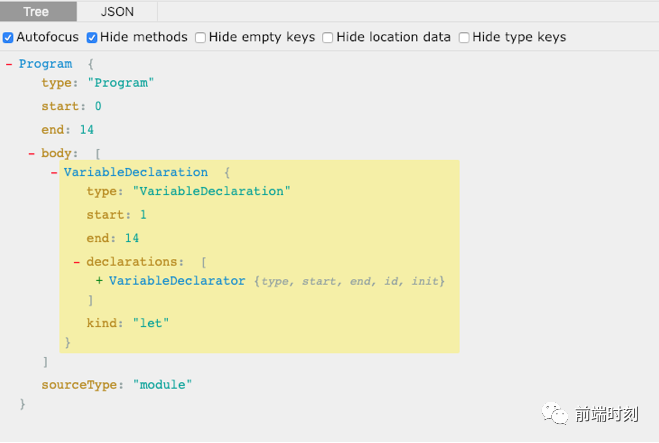 Tree JSON
Autofocus Hide methods Hide empty keys Hide location data Hide type keys
- Program {
type: "Program"
start: 0
end: 14
- body: [
- VariableDeclaration {
type: "VariableDeclaration"
start: 1
end: 14
- declarations: [
+ VariableDeclarator {type, start, end, id, init}
]
kind: "let"
}
]
sourceType: "module"
}
前端时刻